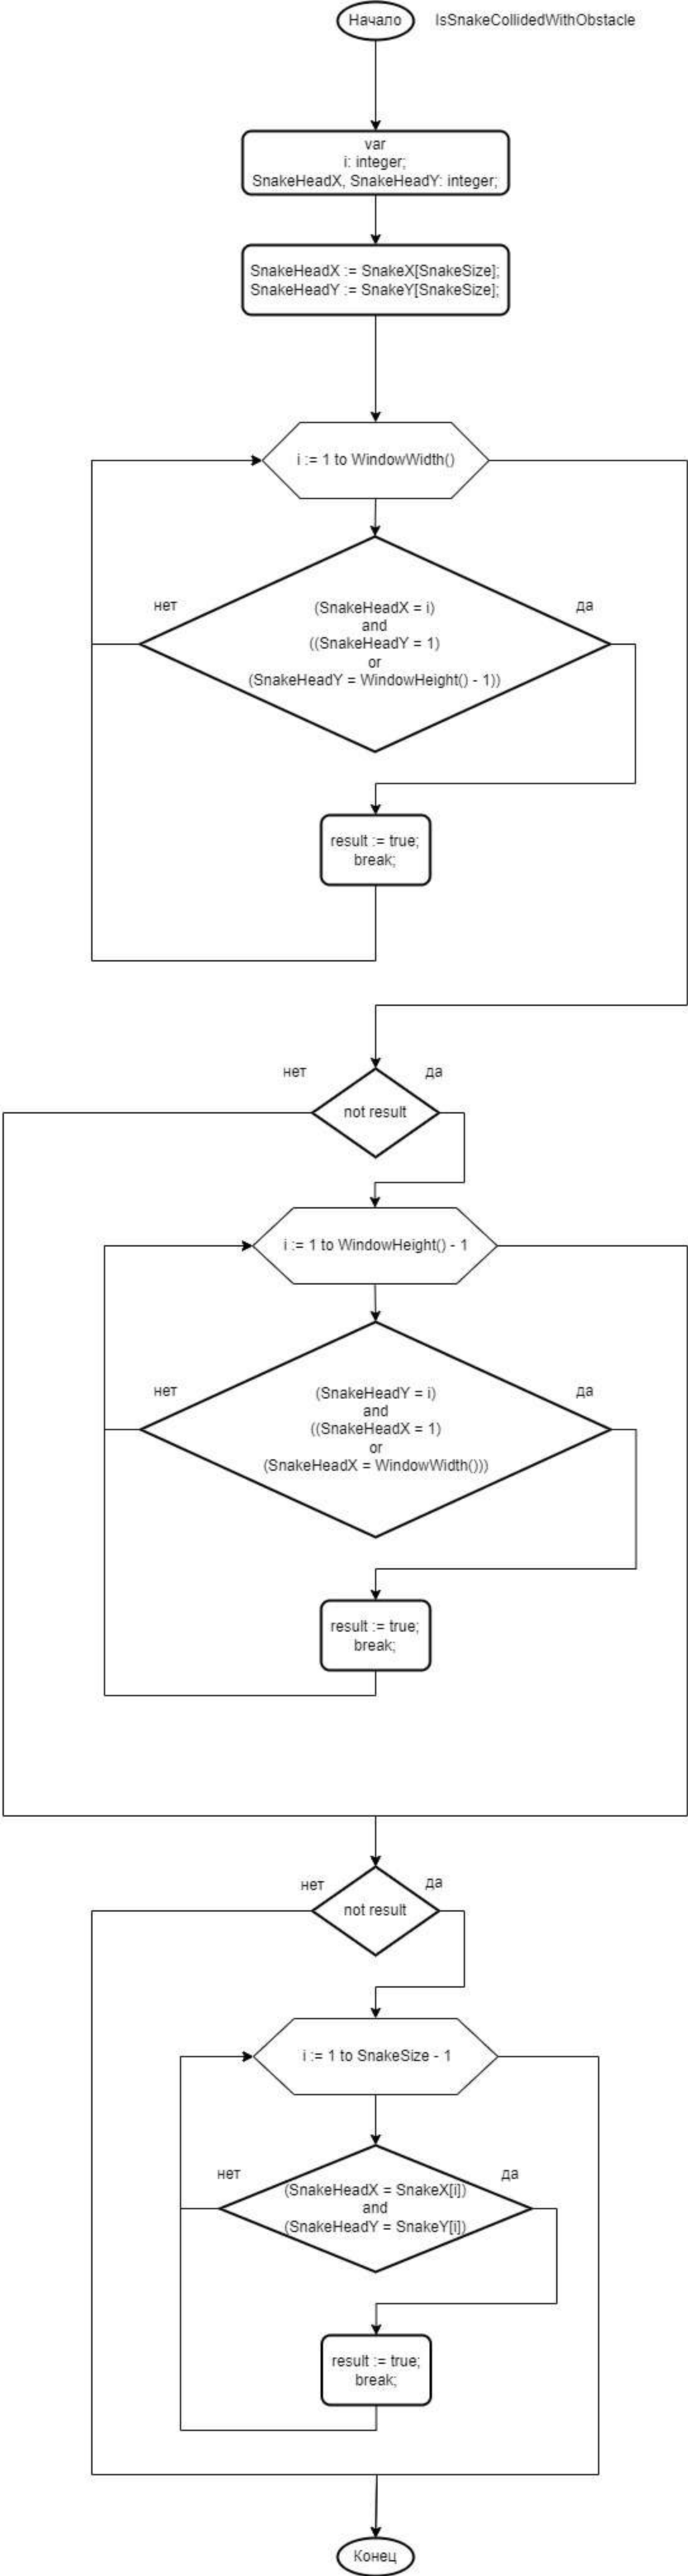 Начало
IsSnakeCollidedWithObstacle
var
i: integer;
SnakeHeadX, SnakeHeadY: integer;
SnakeHeadX := SnakeX[SnakeSize];
SnakeHeadY := SnakeY[SnakeSize];
i := 1 to WindowWidth()
нет
да
(SnakeHeadX = i)
and
((SnakeHeadY = 1)
or
(SnakeHeadY = WindowHeight() - 1))
result := true;
break;
нет
да
not result
i := 1 to WindowHeight() - 1
нет
да
(SnakeHeadY = i)
and
((SnakeHeadX = 1)
or
(SnakeHeadX = WindowWidth()))
result := true;
break;
нет
да
not result
i := 1 to SnakeSize - 1
нет
да
(SnakeHeadX = SnakeX[i])
and
(SnakeHeadY = SnakeY[i])
result := true;
break;
Конец